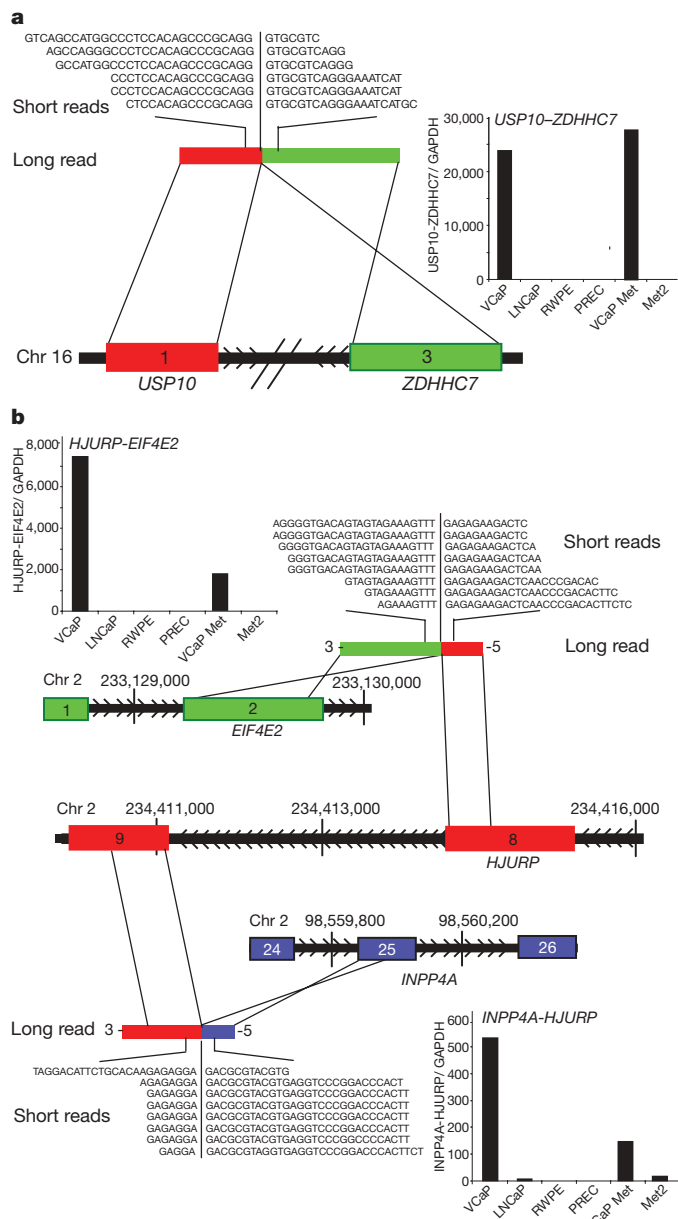 a
GTCAGCCATGGCCCTCCACAGCCCGCAGG GTGCGTC
AGCCAGGGCCCTCCACAGCCCGCAGG GTGCGTCAGG
GCCATGGCCCTCCACAGCCCGCAGG GTGCGTCAGGG
CCCTCCACAGCCCGCAGG GTGCGTCAGGGAAATCAT
CCCTCCACAGCCCGCAGG GTGCGTCAGGGAAATCAT
CTCCACAGCCCGCAGG GTGCGTCAGGGAAATCATGC
Short reads
Long read
Chr 16
1
3
USP10
ZDHHC7
USP10–ZDHHC7
USP10-ZDHHC7/ GAPDH
30,000
20,000
10,000
0
VCaP
LNCaP
RWPE
PREC
VCaP Met
Met2
b
HJURP-EIF4E2
HJURP-EIF4E2/ GAPDH
8,000
6,000
4,000
2,000
0
VCaP
LNCaP
RWPE
PREC
VCaP Met
Met2
AGGGGTGACAGTAGTAGAAAGTTT GAGAGAAGACTC
AGGGGTGACAGTAGTAGAAAGTTT GAGAGAAGACTC
GGGGTGACAGTAGTAGAAAGTTT GAGAGAAGACTCA
GGGTGACAGTAGTAGAAAGTTT GAGAGAAGACTCAA
GGGTGACAGTAGTAGAAAGTTT GAGAGAAGACTCAA
GTAGTAGAAAGTTT GAGAGAAGACTCAACCCGACAC
GTAGAAAGTTT GAGAGAAGACTCAACCCGACACTTC
AGAAAGTTT GAGAGAAGACTCAACCCGACACTTCTC
Short reads
3 - -5
Long read
Chr 2 233,129,000 233,130,000
1 2
EIF4E2
Chr 2 234,411,000 234,413,000 234,416,000
9 8
HJURP
Chr 2 98,559,800 98,560,200
24 25 26
INPP4A
Long read 3 - -5
TAGGACATTCTGCACAAGAGAGGA GACGCGTACGTG
AGAGAGGA GACGCGTACGTGAGGTCCCGGACCCACT
GAGAGGA GACGCGTACGTGAGGTCCCGGACCCACTT
GAGAGGA GACGCGTACGTGAGGTCCCGGACCCACTT
GAGAGGA GACGCGTACGTGAGGTCCCGGACCCACTT
GAGAGGA GACGCGTACGTGAGGTCCCGGCCCCACTT
GAGGA GACGCGTAGGTGAGGTCCCGGACCCACTTCT
Short reads
INPP4A-HJURP
INPP4A-HJURP/ GAPDH
600
500
400
300
200
100
0
VCaP
LNCaP
RWPE
PREC
CaP Met
Met2